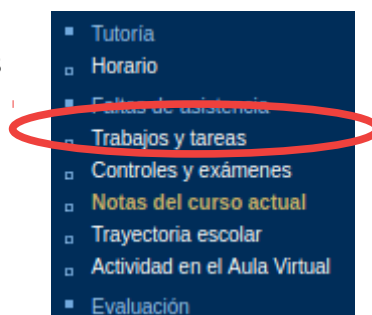 Tutoría
Horario
Faltas de asistencia
Trabajos y tareas
Controles y exámenes
Notas del curso actual
Trayectoria escolar
Actividad en el Aula Virtual
Evaluación